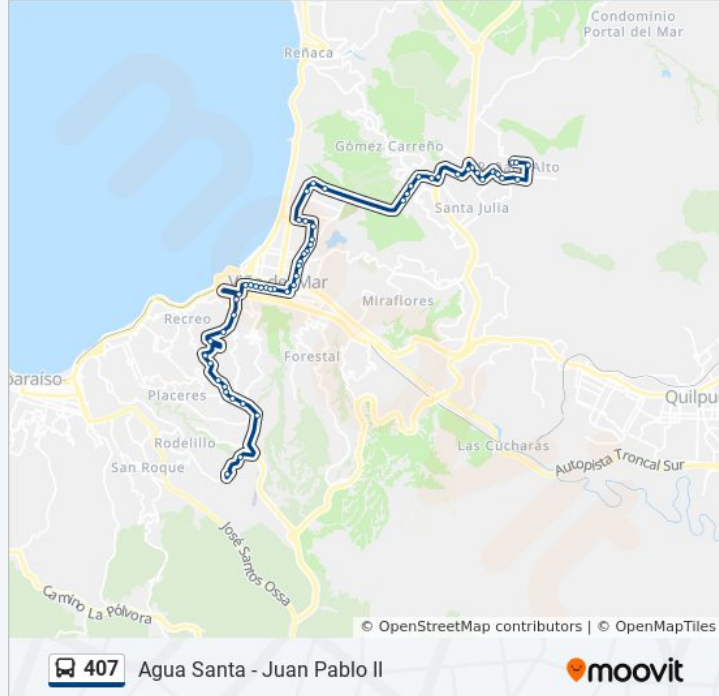 Condominio
Portal del Mar
Reñaca
Gómez Carreño
Alto
Santa Julia
Viña del Mar
Miraflores
Recreo
Forestal
paraíso
Placeres
Quilpu
Rodelillo
Las Cúcharas
San Roque
Autopista Troncal Sur
José Santos Ossa
Camino La Pólvora
© OpenStreetMap contributors | © OpenMapTiles
407 Agua Santa - Juan Pablo II
moovit